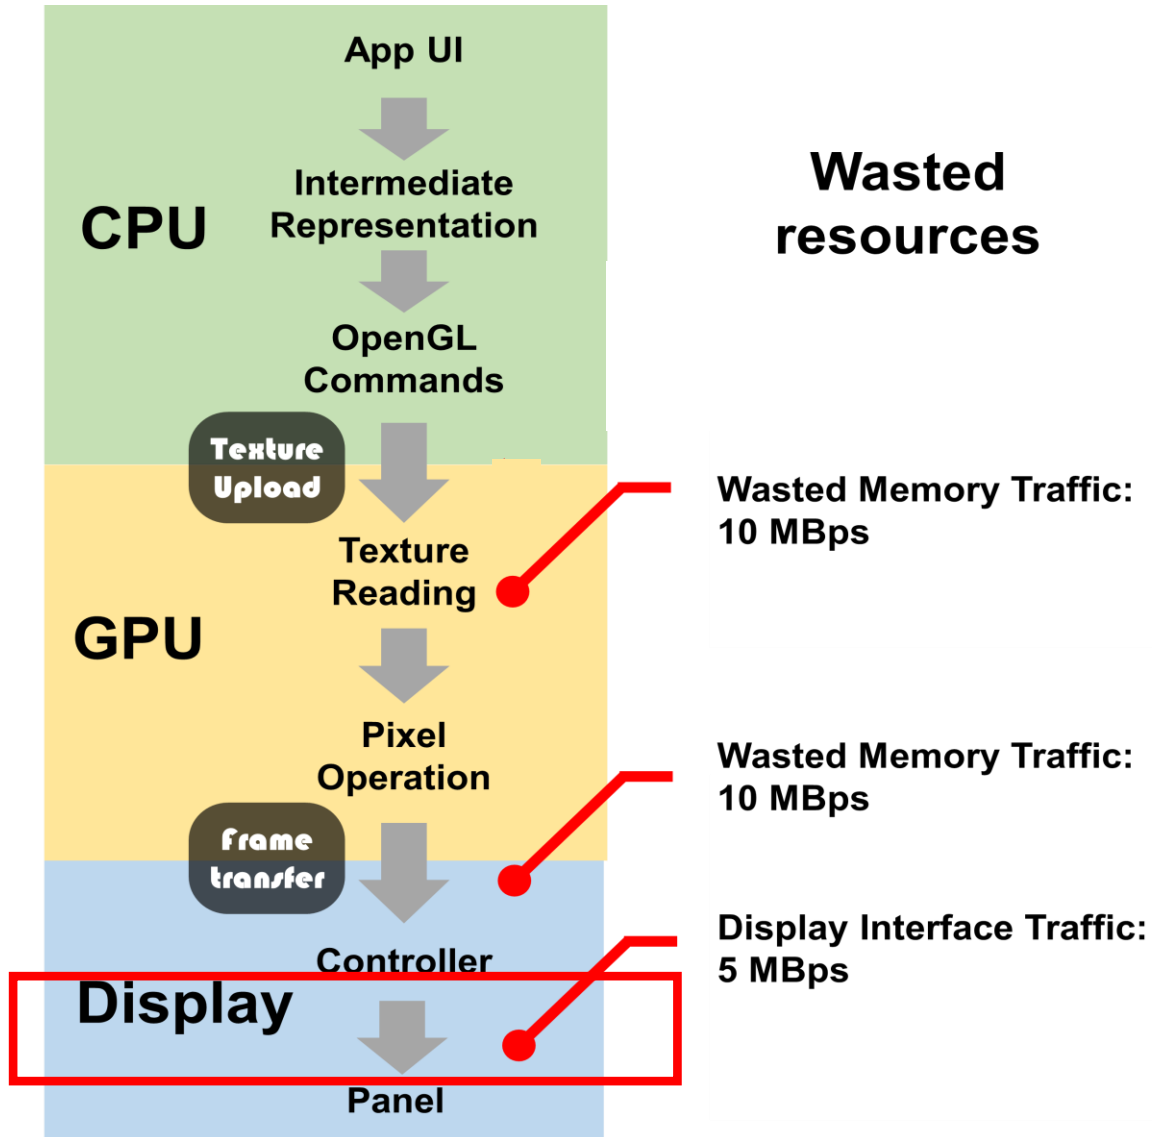 App UI
Intermediate
Representation
CPU
OpenGL
Commands
Texture
Upload
Texture
Reading
GPU
Pixel
Operation
Frame
transfer
Controller
Display
Panel
Wasted
resources
Wasted Memory Traffic:
10 MBps
Wasted Memory Traffic:
10 MBps
Display Interface Traffic:
5 MBps